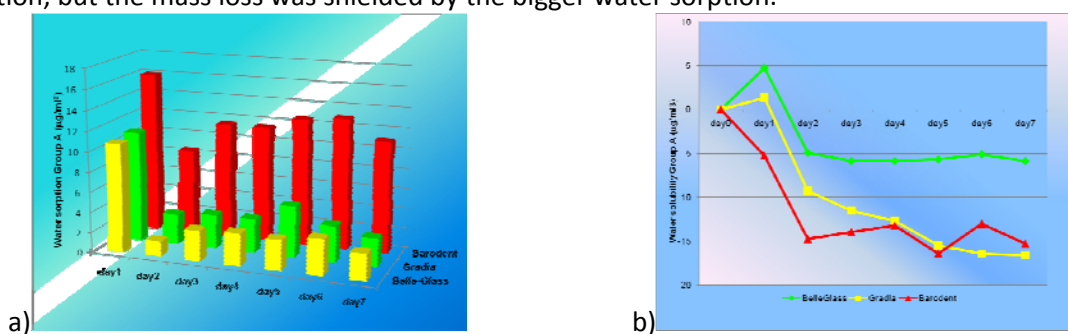 tion, but the mass loss was shielded by the bigger water sorption.
18
16
14
12
10
8
6
4
2
0
Water sorption Group A (µg/ml²)
day1
day2
day3
day4
day5
day6
day7
Barodent
Gradia
Belle-Glass
a)
10
5
0
5
10
-15
20
Water solubility Group A (µg/ml3)
day0
day1
day2
day3
day4
day5
day6
day7
BelleGlass
Gradia
Barodent
b)